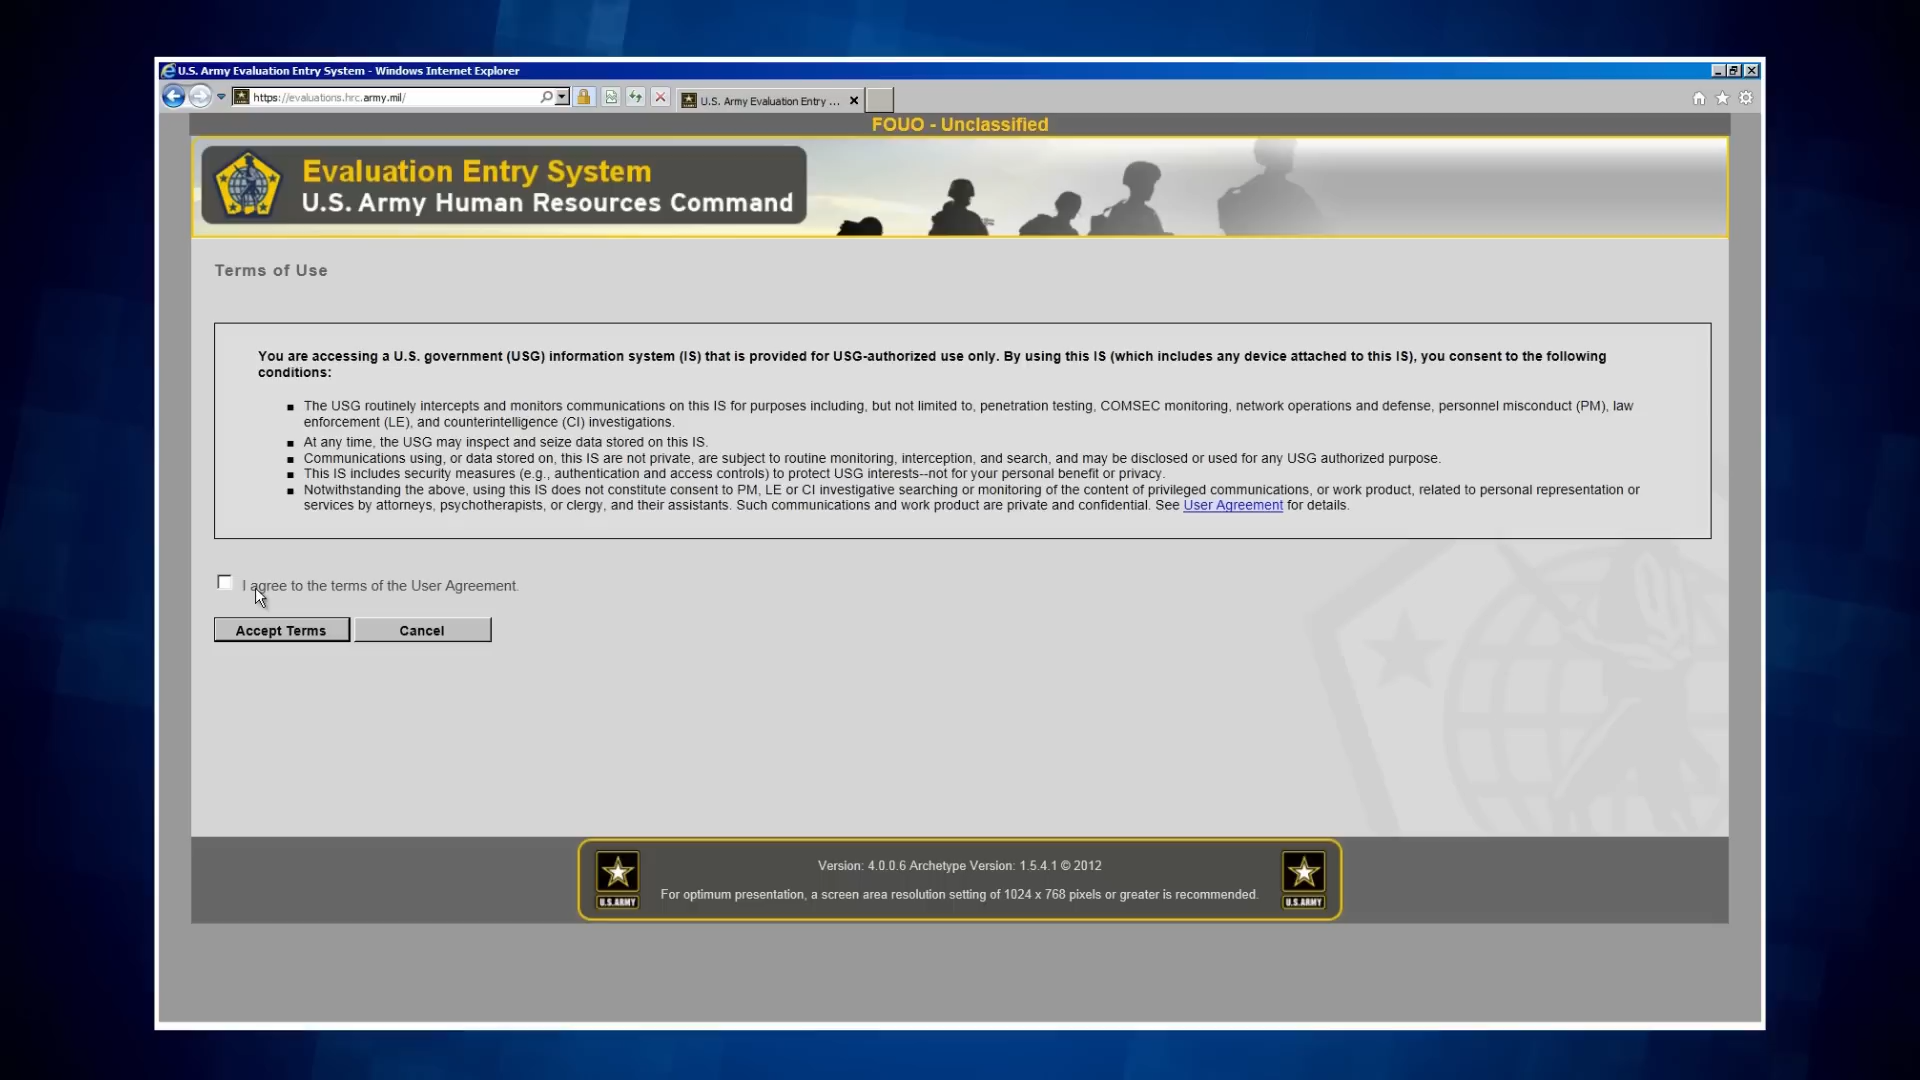 U.S. Army Evaluation Entry System - Windows Internet Explorer
https://evaluations.hrc.army.mil/
U.S. Army Evaluation Entry ...
FOUO - Unclassified
Evaluation Entry System
U.S. Army Human Resources Command
Terms of Use
You are accessing a U.S. government (USG) information system (IS) that is provided for USG-authorized use only. By using this IS (which includes any device attached to this IS), you consent to the following
conditions:
The USG routinely intercepts and monitors communications on this IS for purposes including, but not limited to, penetration testing, COMSEC monitoring, network operations and defense, personnel misconduct (PM), law
enforcement (LE), and counterintelligence (CI) investigations.
At any time, the USG may inspect and seize data stored on this IS.
Communications using, or data stored on, this IS are not private, are subject to routine monitoring, interception, and search, and may be disclosed or used for any USG authorized purpose.
This IS includes security measures (e.g., authentication and access controls) to protect USG interests--not for your personal benefit or privacy.
Notwithstanding the above, using this IS does not constitute consent to PM, LE or CI investigative searching or monitoring of the content of privileged communications, or work product, related to personal representation or
services by attorneys, psychotherapists, or clergy, and their assistants. Such communications and work product are private and confidential. See User Agreement for details.
I agree to the terms of the User Agreement.
Accept Terms
Cancel
Version: 4.0.0.6 Archetype Version: 1.5.4.1 © 2012
For optimum presentation, a screen area resolution setting of 1024 x 768 pixels or greater is recommended.
U.S.ARMY
U.S.ARMY